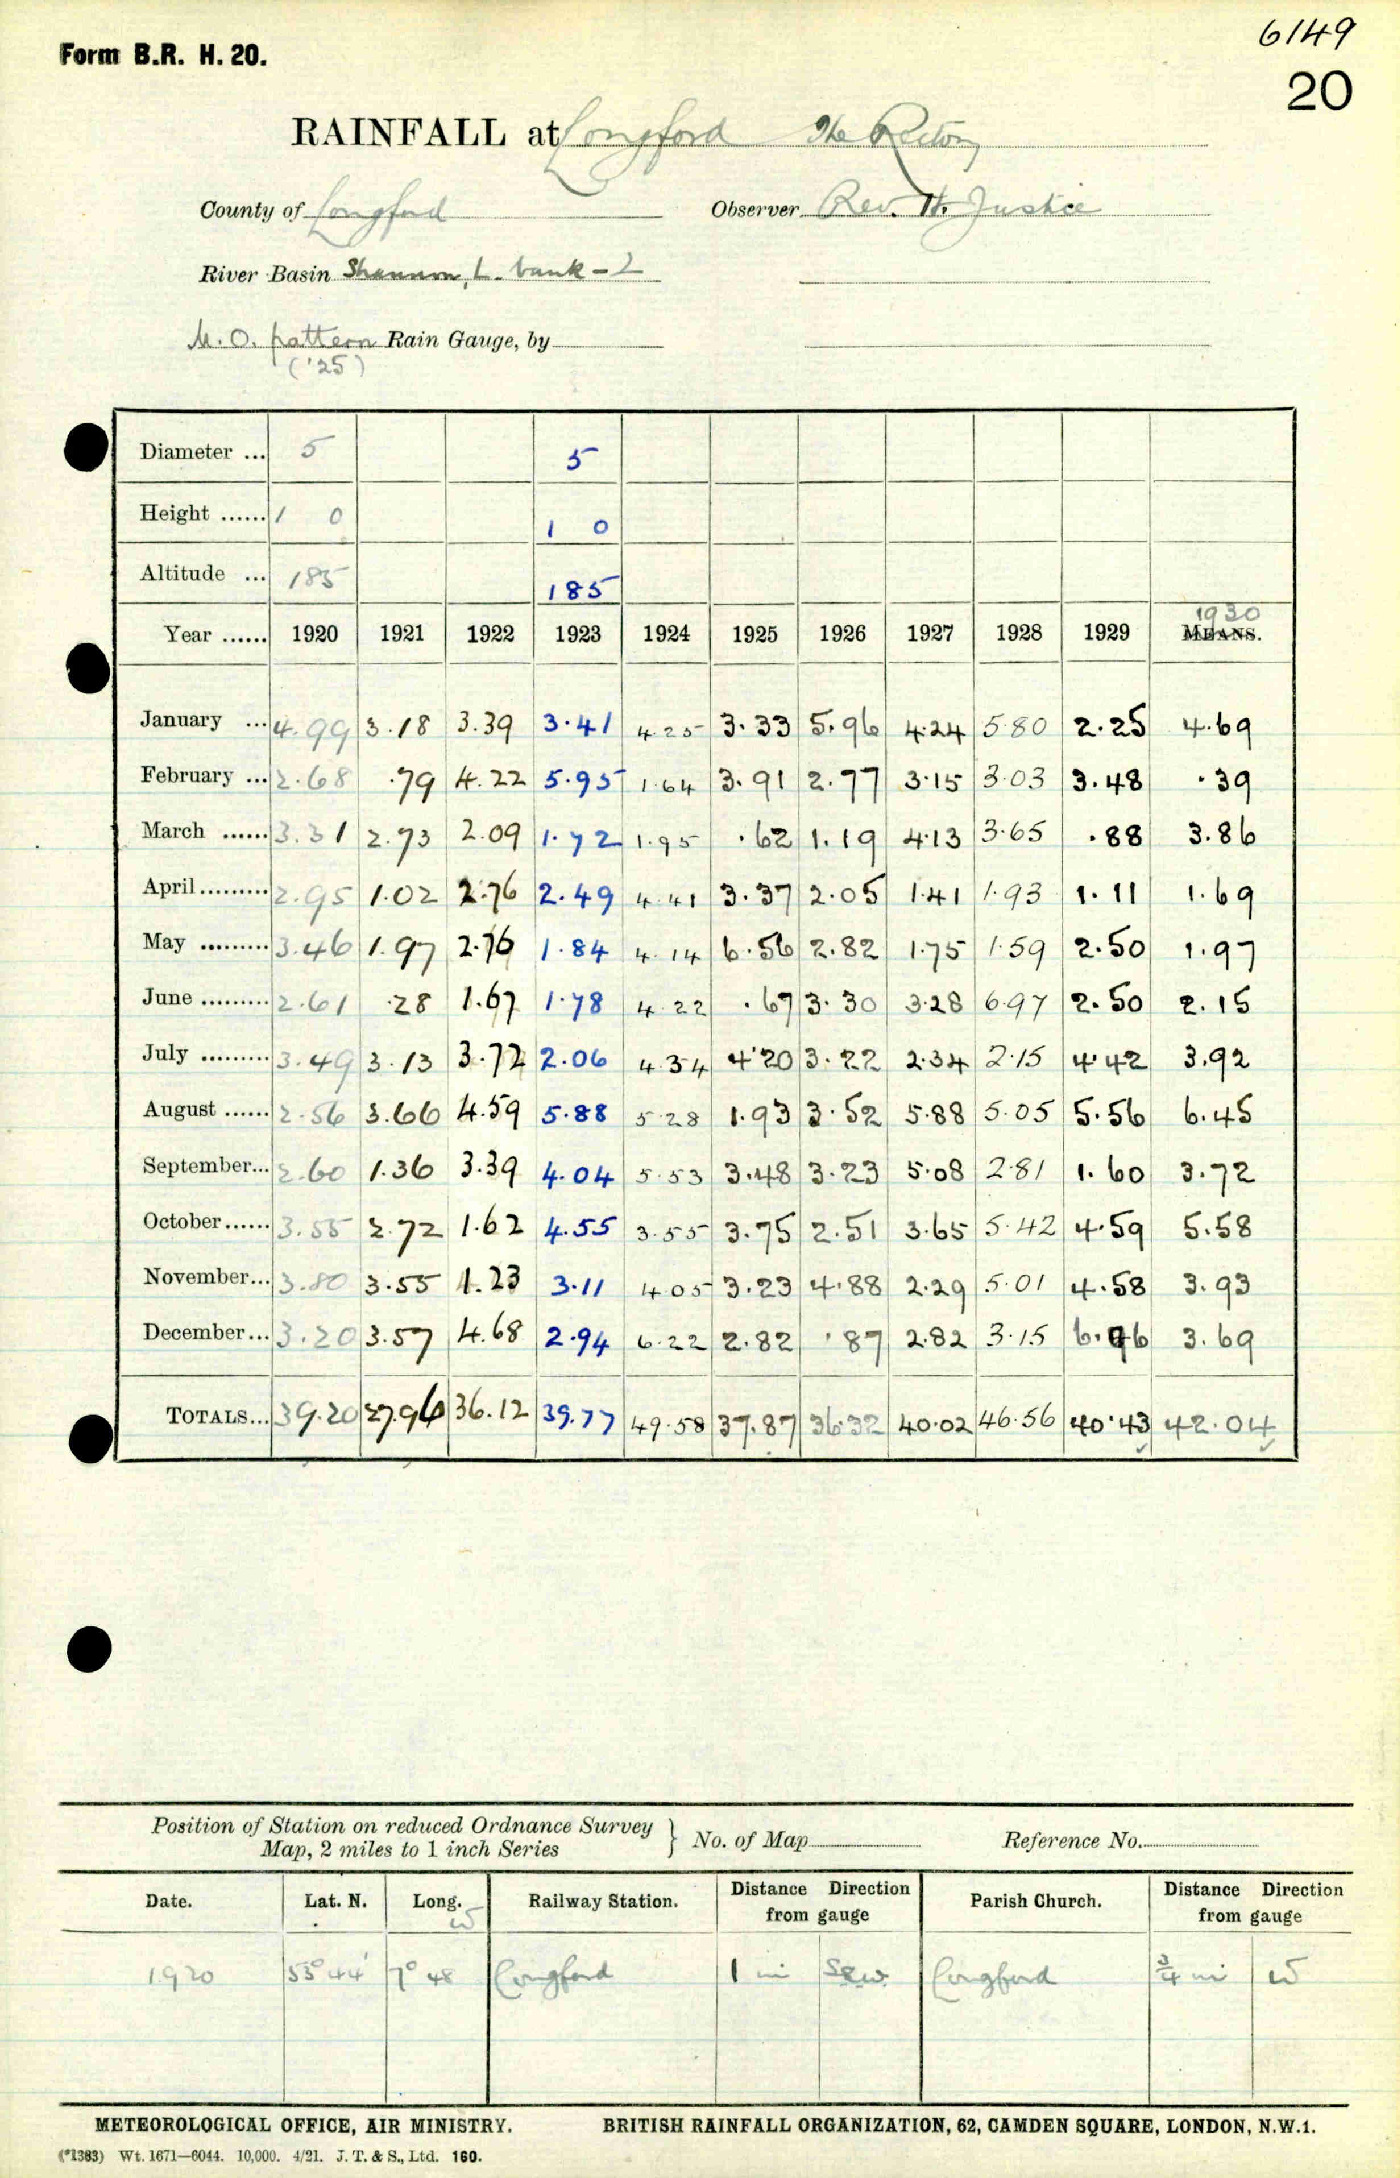 6149
Form B.R. H. 20.
20
RAINFALL at Longford The Rectory
County of Longford Observer Rev. H. Justice
River Basin Shannon, L. bank - 2
M.O. pattern Rain Gauge, by
('25)
Diameter ... 5 5
Height ...... 1 0 1 0
Altitude ... 185 185
1930
Year ...... 1920 1921 1922 1923 1924 1925 1926 1927 1928 1929 MEANS.
January ... 4.99 3.18 3.39 3.41 4.25 3.33 5.96 4.24 5.80 2.25 4.69
February ... 2.68 .79 4.22 5.95 1.64 3.91 2.77 3.15 3.03 3.48 .39
March ...... 3.31 2.73 2.09 1.72 1.95 .62 1.19 4.13 3.65 .88 3.86
April ......... 2.95 1.02 2.76 2.49 4.41 3.37 2.05 1.41 1.93 1.11 1.69
May ......... 3.46 1.97 2.76 1.84 4.14 6.56 2.82 1.75 1.59 2.50 1.97
June ......... 2.61 .28 1.67 1.78 4.22 .67 3.30 3.28 6.97 2.50 2.15
July ......... 3.49 3.13 3.72 2.06 4.34 4.20 3.22 2.34 2.15 4.42 3.92
August ...... 2.56 3.66 4.59 5.88 5.28 1.93 3.52 5.88 5.05 5.56 6.45
September... 2.60 1.36 3.39 4.04 5.53 3.48 3.23 5.08 2.81 1.60 3.72
October...... 3.55 2.72 1.62 4.55 3.55 3.75 2.51 3.65 5.42 4.59 5.58
November... 3.80 3.55 1.23 3.11 4.05 3.23 4.88 2.29 5.01 4.58 3.93
December... 3.20 3.57 4.68 2.94 6.22 2.82 .87 2.82 3.15 6.96 3.69
TOTALS... 39.20 27.96 36.12 39.77 49.58 37.87 36.32 40.02 46.56 40.43 42.04
Position of Station on reduced Ordnance Survey
Map, 2 miles to 1 inch Series } No. of Map Reference No.
Date. Lat. N. Long. W Railway Station. Distance Direction from gauge Parish Church. Distance Direction from gauge
1920 53° 44' 7° 48 Longford 1 mi S&W. Longford 3/4 mi W
METEOROLOGICAL OFFICE, AIR MINISTRY. BRITISH RAINFALL ORGANIZATION, 62, CAMDEN SQUARE, LONDON, N.W.1.
(*1383) Wt. 1671—6044. 10,000. 4/21. J. T. & S., Ltd. 160.